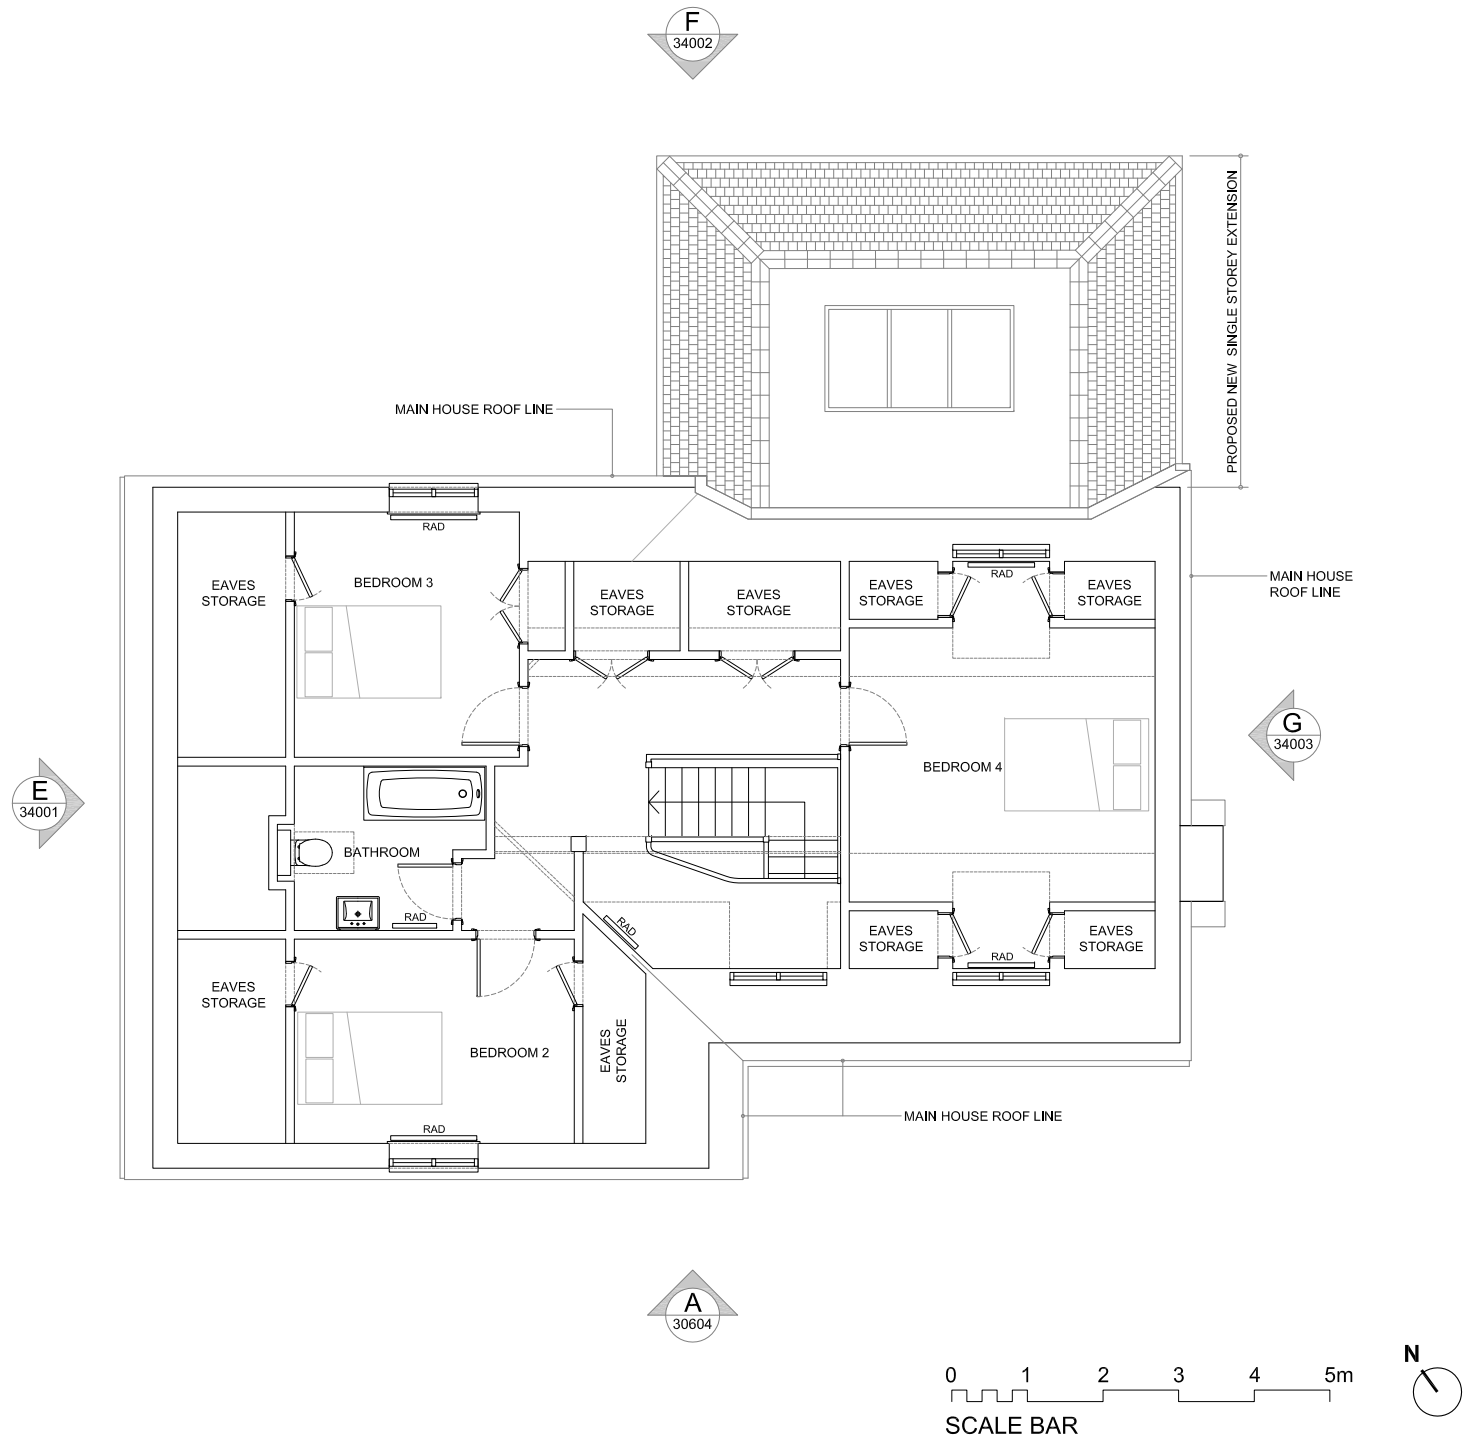 F
34002
PROPOSED NEW SINGLE STOREY EXTENSION
MAIN HOUSE ROOF LINE
RAD
BEDROOM 3
EAVES
STORAGE
EAVES
STORAGE
EAVES
STORAGE
EAVES
STORAGE
RAD
EAVES
STORAGE
MAIN HOUSE
ROOF LINE
G
34003
BEDROOM 4
E
34001
BATHROOM
RAD
RAD
EAVES
STORAGE
RAD
EAVES
STORAGE
EAVES
STORAGE
BEDROOM 2
EAVES
STORAGE
RAD
MAIN HOUSE ROOF LINE
A
30604
N
0 1 2 3 4 5m
SCALE BAR